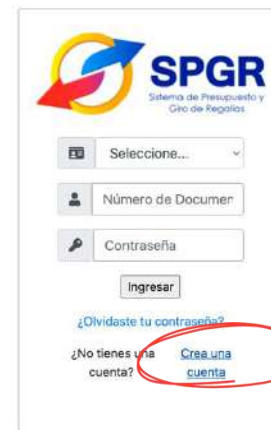 SPGR
Sistema de Presupuesto y
Giro de Regalías
Seleccione...
Número de Documen
Contraseña
Ingresar
¿Olvidaste tu contraseña?
¿No tienes una Crea una
cuenta? cuenta